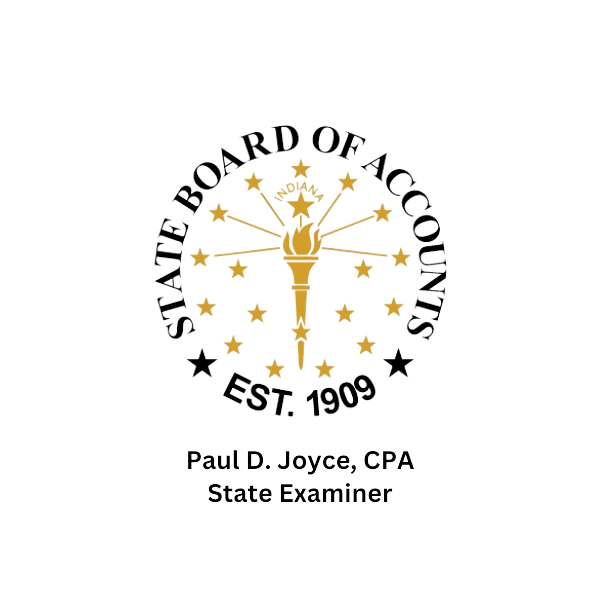 STATE BOARD OF ACCOUNTS
INDIANA
EST. 1909
Paul D. Joyce, CPA
State Examiner